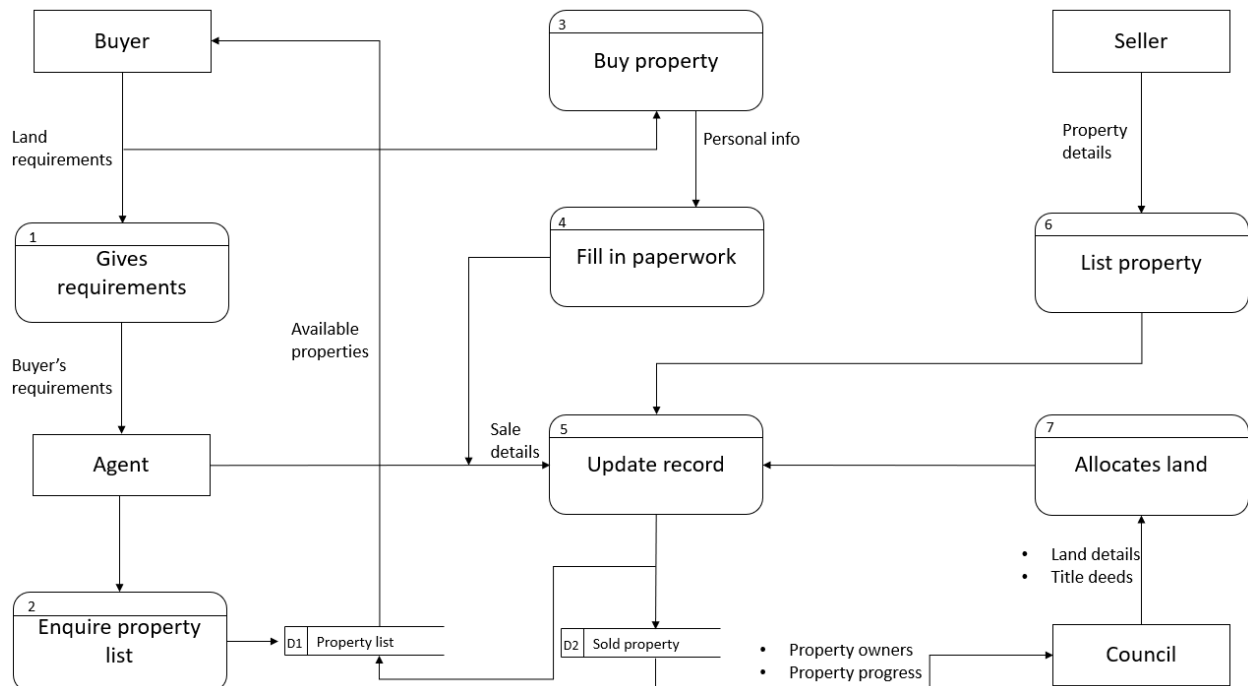 Buyer
3
Buy property
Seller
Land
requirements
Personal info
Property
details
1
Gives
requirements
4
Fill in paperwork
6
List property
Available
properties
Buyer’s
requirements
Agent
Sale
details
5
Update record
7
Allocates land
• Land details
• Title deeds
2
Enquire property
list
D1 Property list
D2 Sold property
• Property owners
• Property progress
Council